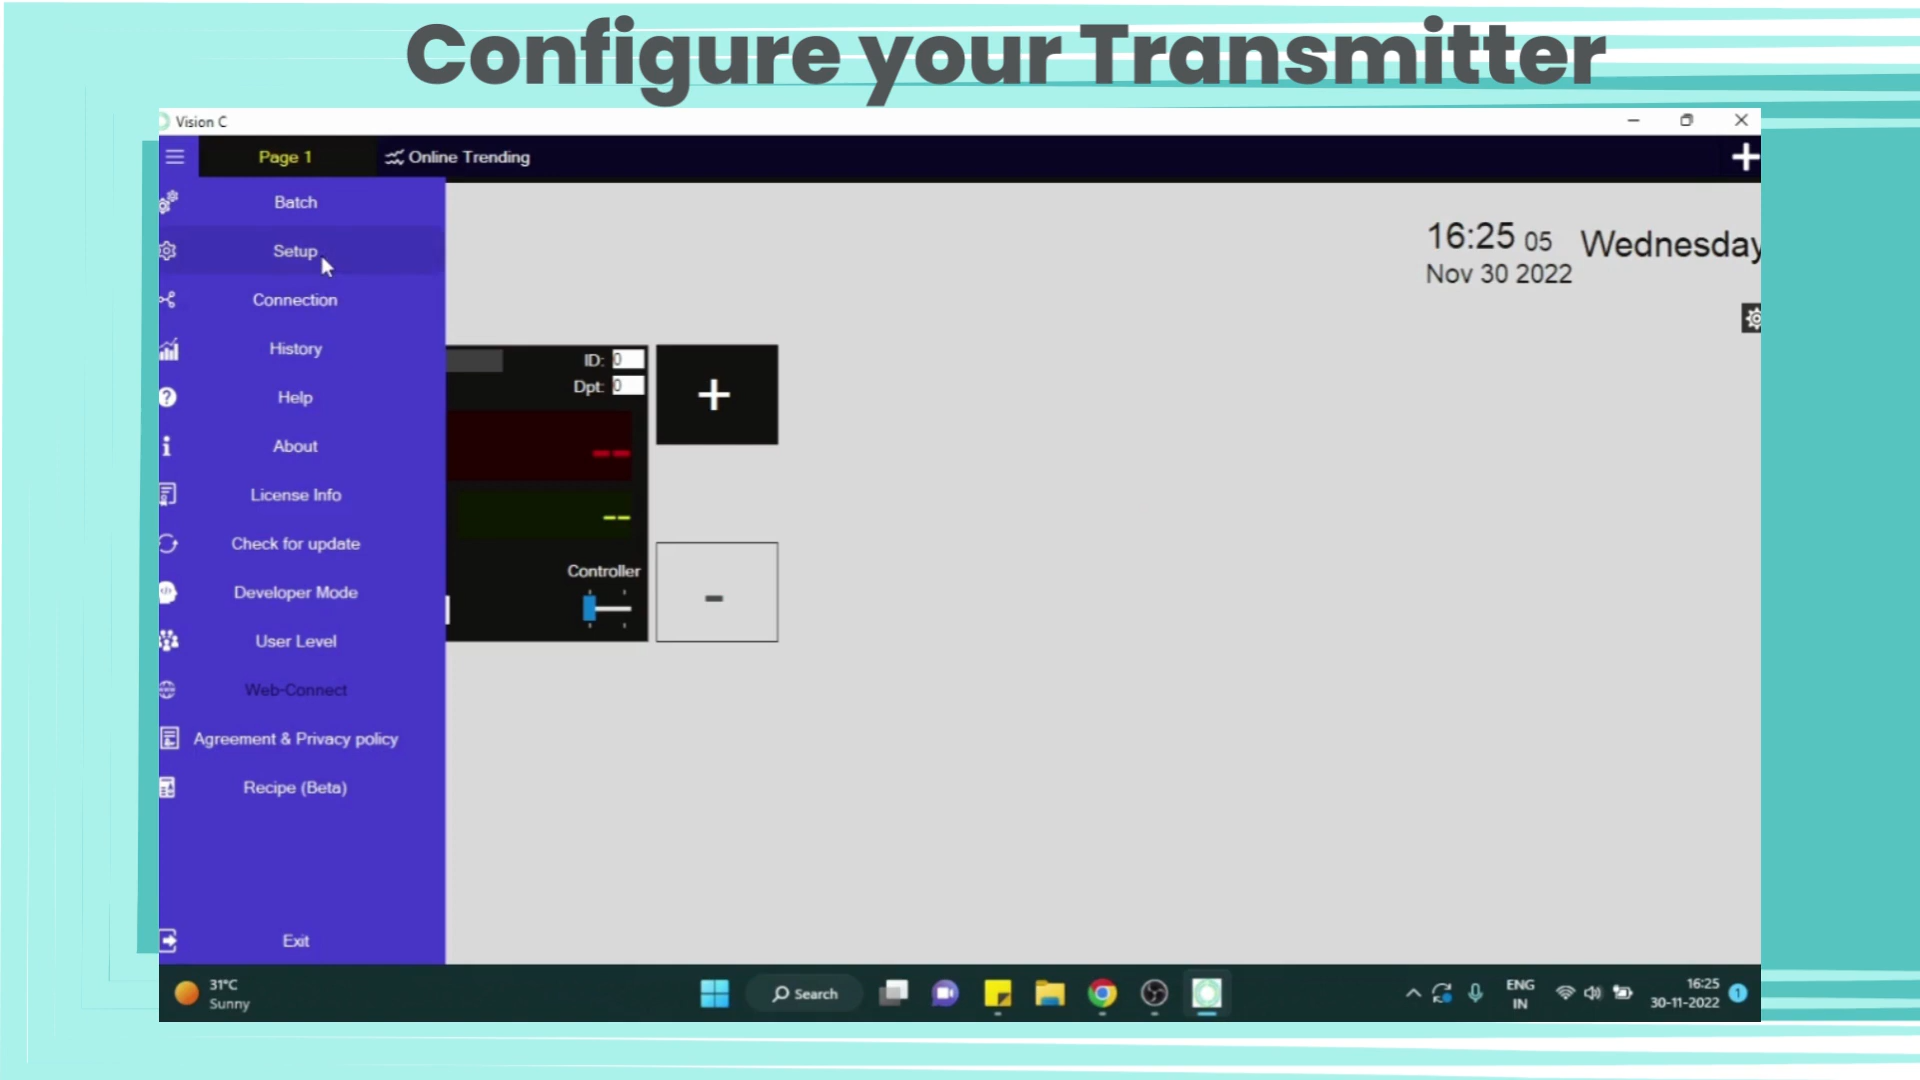 Configure your Transmitter
Vision C
Page 1
Online Trending
Batch
Setup
Connection
History
Help
About
License Info
Check for update
Developer Mode
User Level
Web-Connect
Agreement & Privacy policy
Recipe (Beta)
Exit
ID: 0
Dpt: 0
--
--
Controller
+
-
16:25 05 Wednesday
Nov 30 2022
31°C
Sunny
Search
ENG
IN
16:25
30-11-2022
1